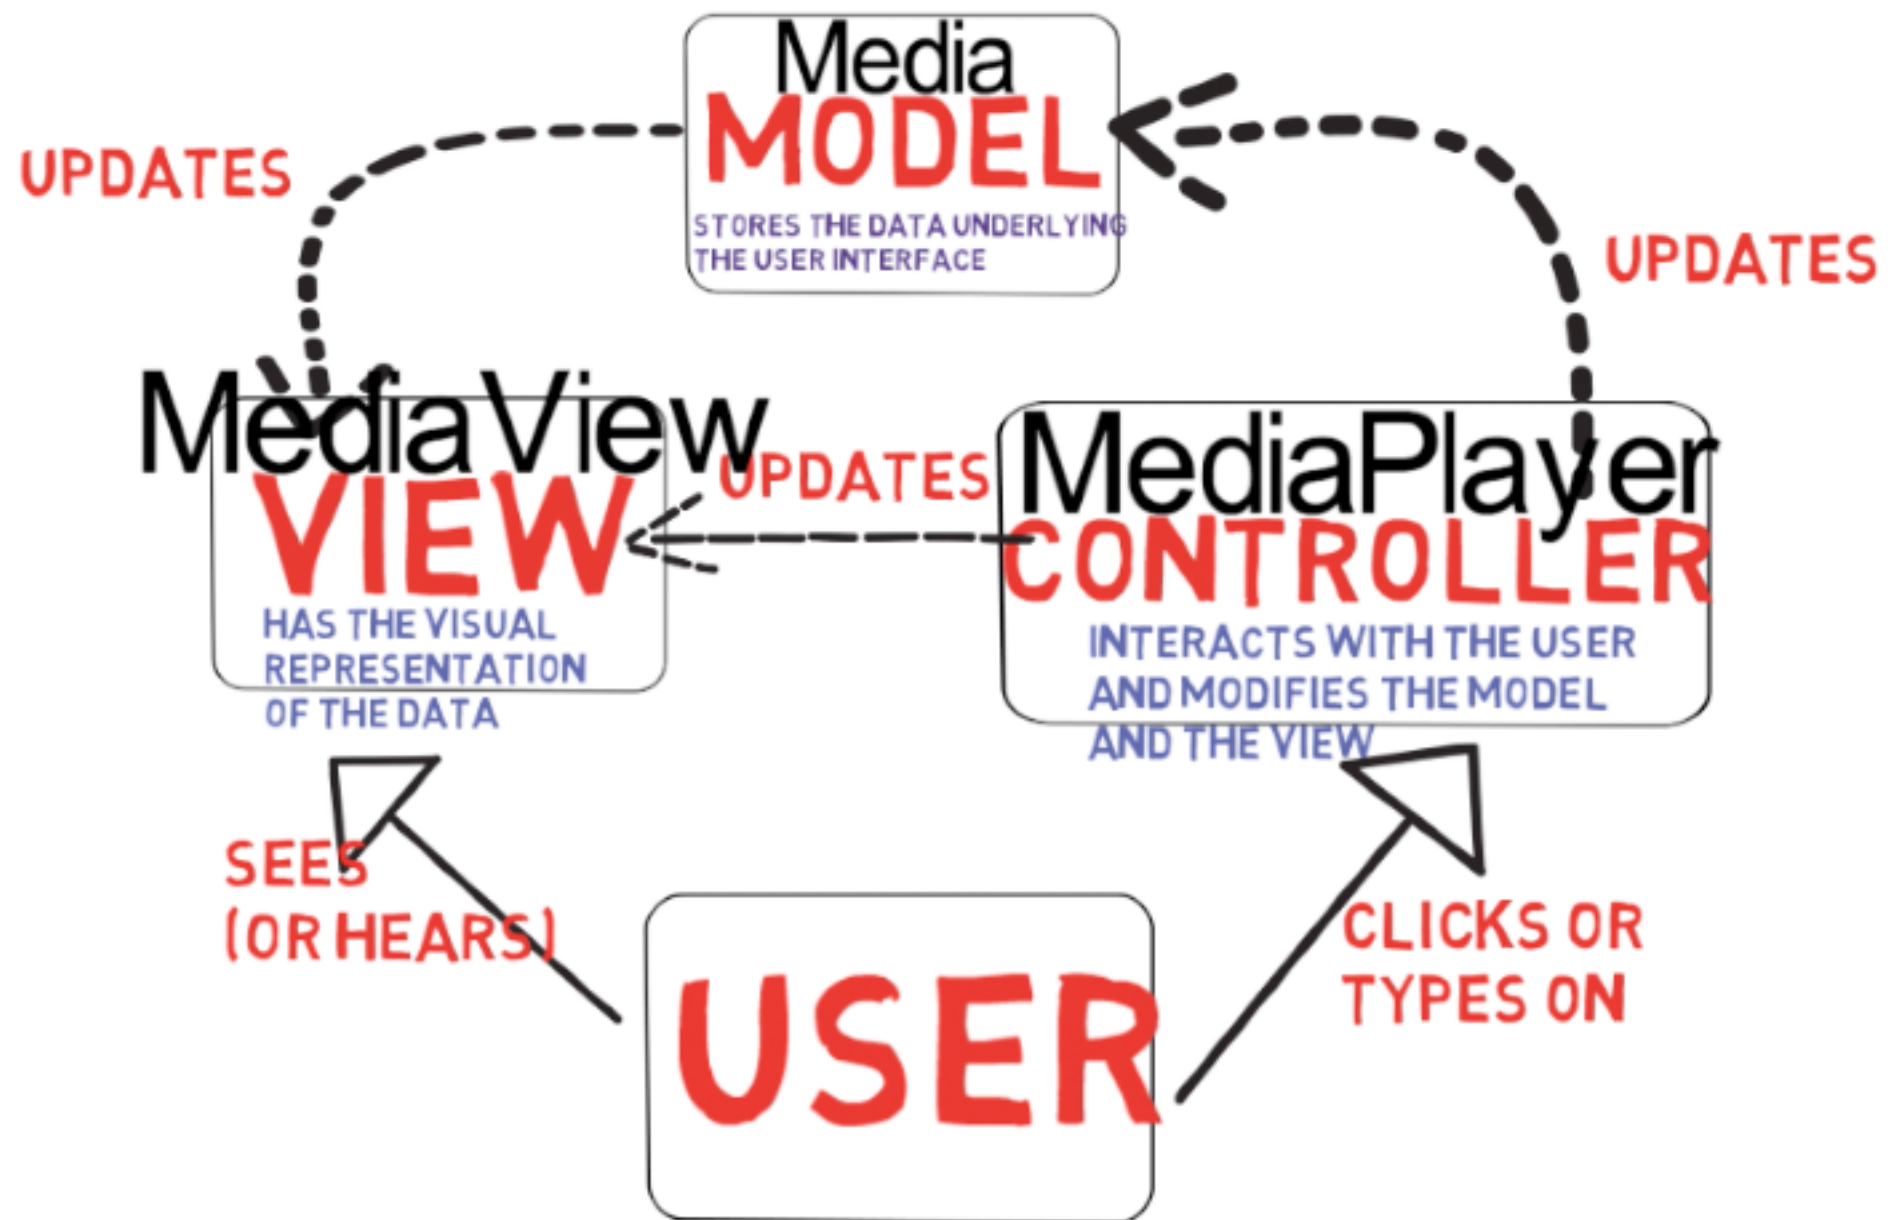 Media
MODEL
STORES THE DATA UNDERLYING
THE USER INTERFACE
UPDATES
UPDATES
MediaView
VIEW
HAS THE VISUAL
REPRESENTATION
OF THE DATA
UPDATES
MediaPlayer
CONTROLLER
INTERACTS WITH THE USER
AND MODIFIES THE MODEL
AND THE VIEW
SEES
(OR HEARS)
USER
CLICKS OR
TYPES ON